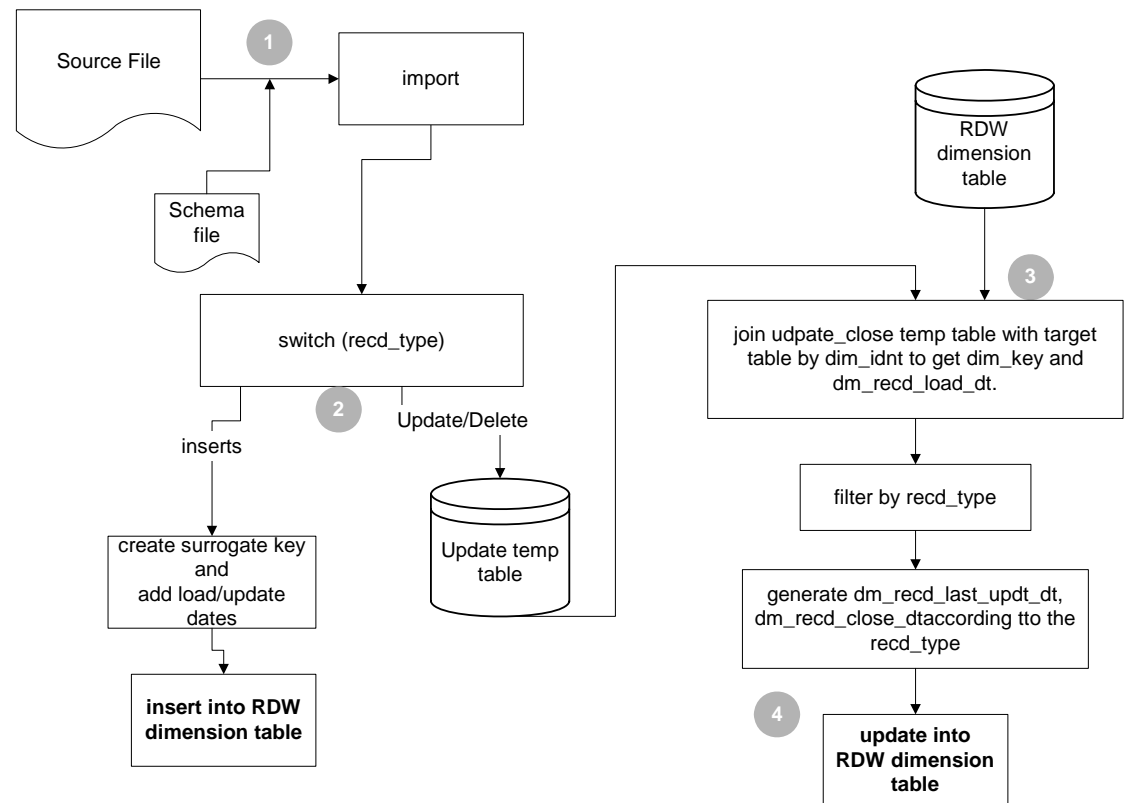 Source File
1
import
Schema
file
switch (recd_type)
2
inserts
Update/Delete
create surrogate key
and
add load/update
dates
insert into RDW
dimension table
Update temp
table
RDW
dimension
table
3
join udpate_close temp table with target
table by dim_idnt to get dim_key and
dm_recd_load_dt.
filter by recd_type
generate dm_recd_last_updt_dt,
dm_recd_close_dtaccording tto the
recd_type
4
update into
RDW dimension
table